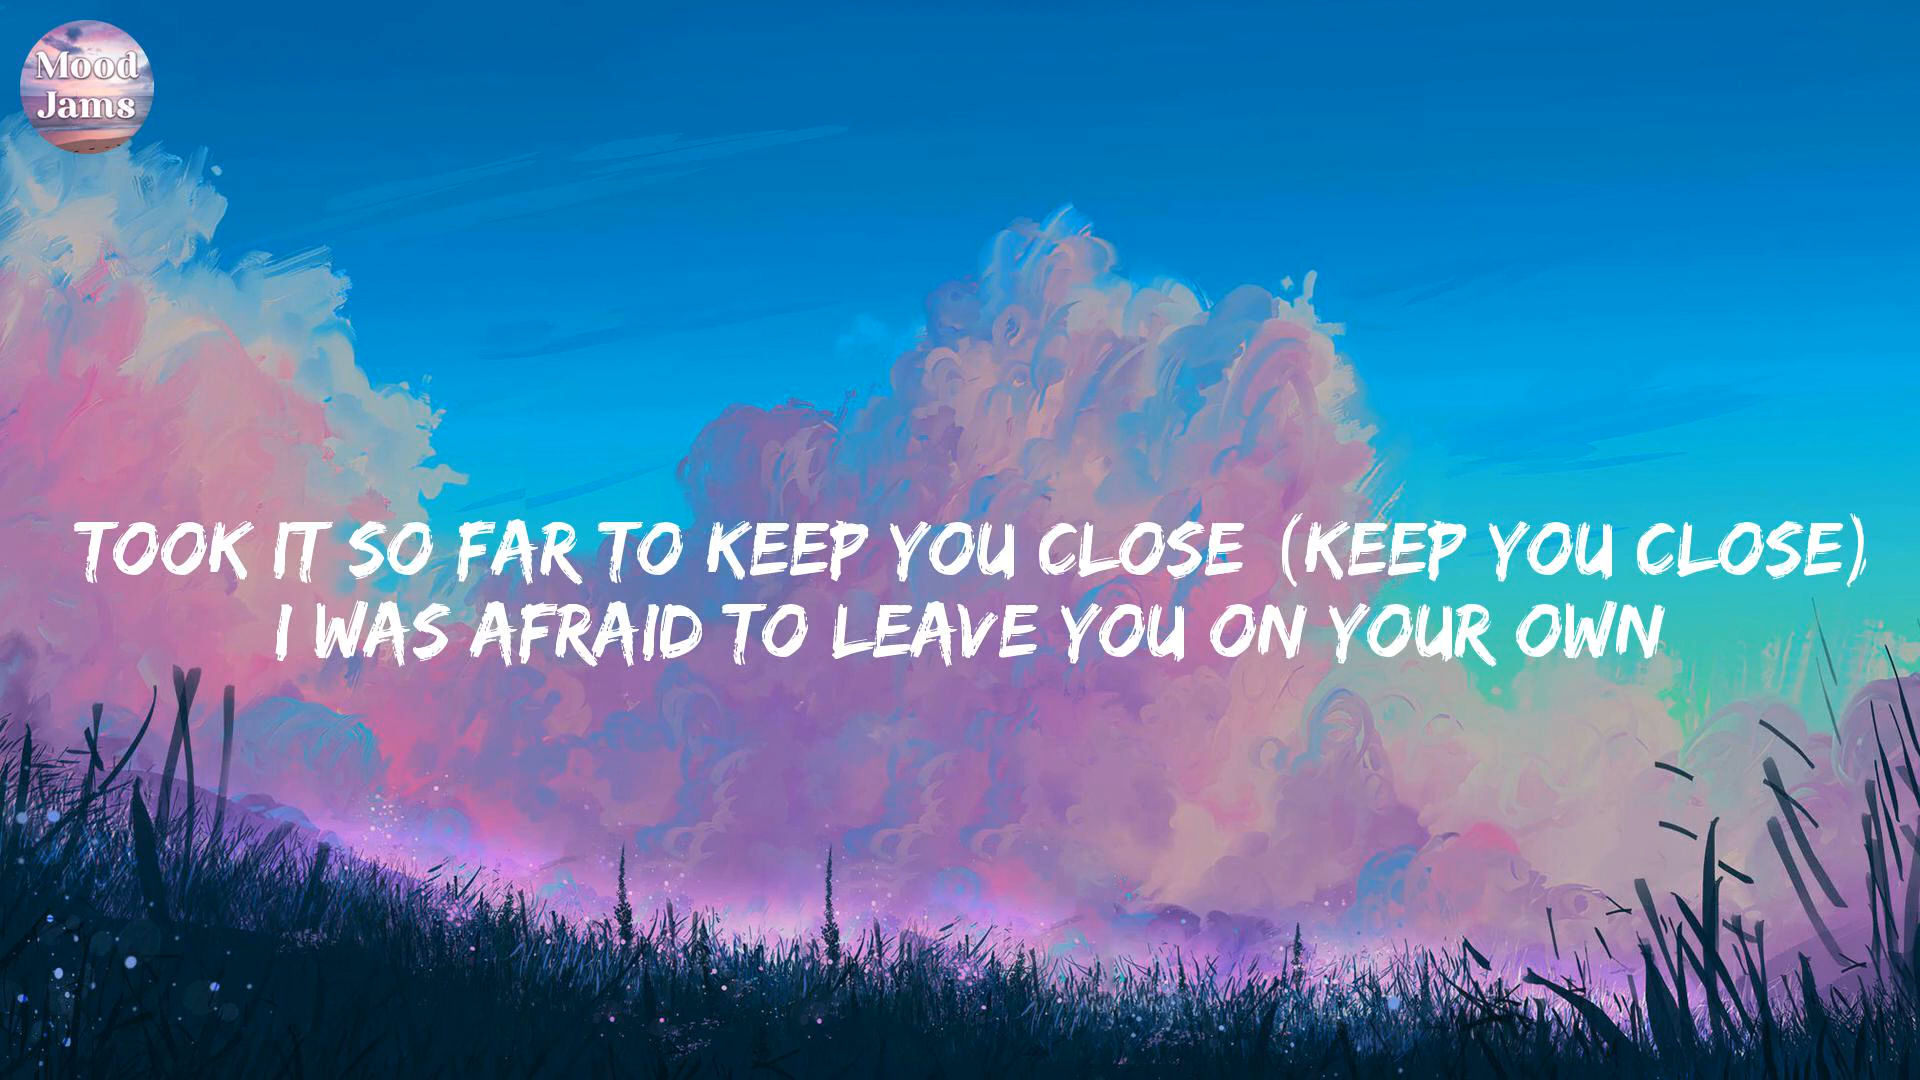 Mood
Jams
TOOK IT SO FAR TO KEEP YOU CLOSE (KEEP YOU CLOSE)
I WAS AFRAID TO LEAVE YOU ON YOUR OWN